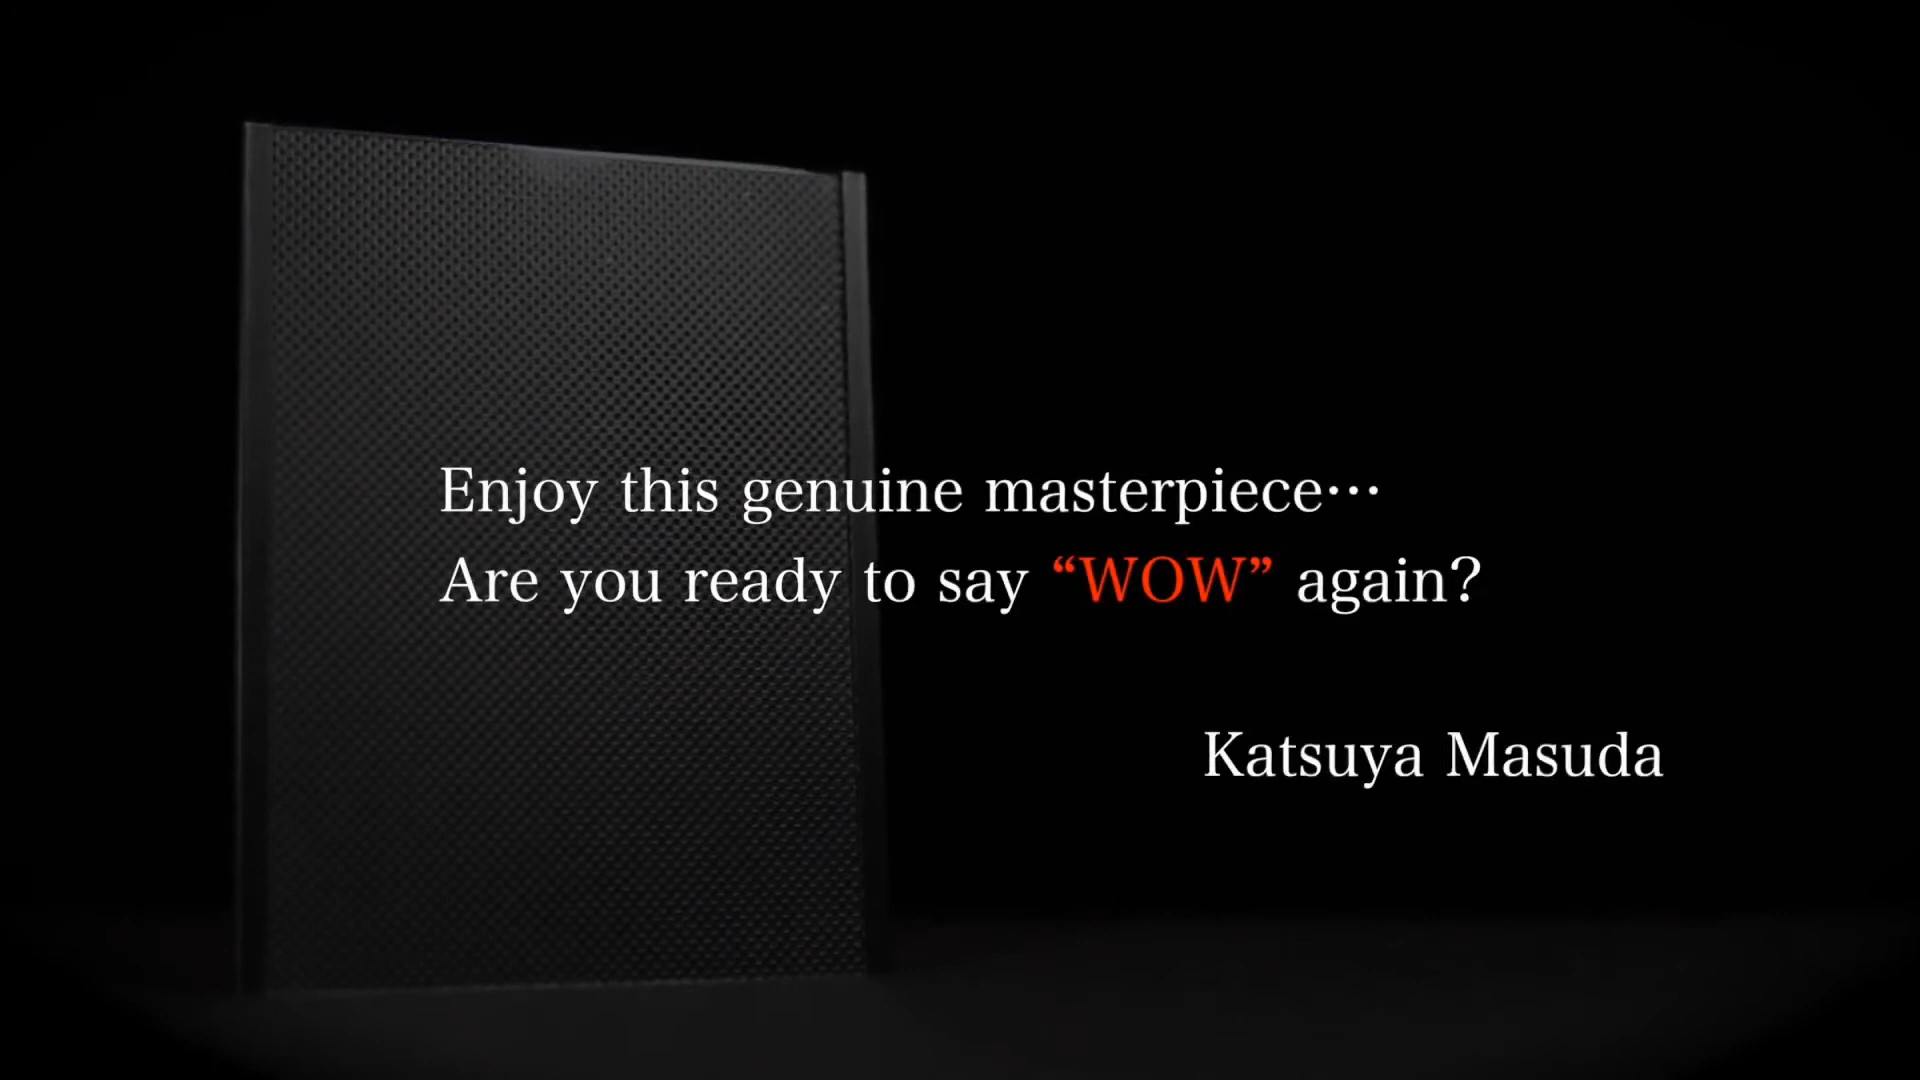 Enjoy this genuine masterpiece…
Are you ready to say “WOW” again?
Katsuya Masuda